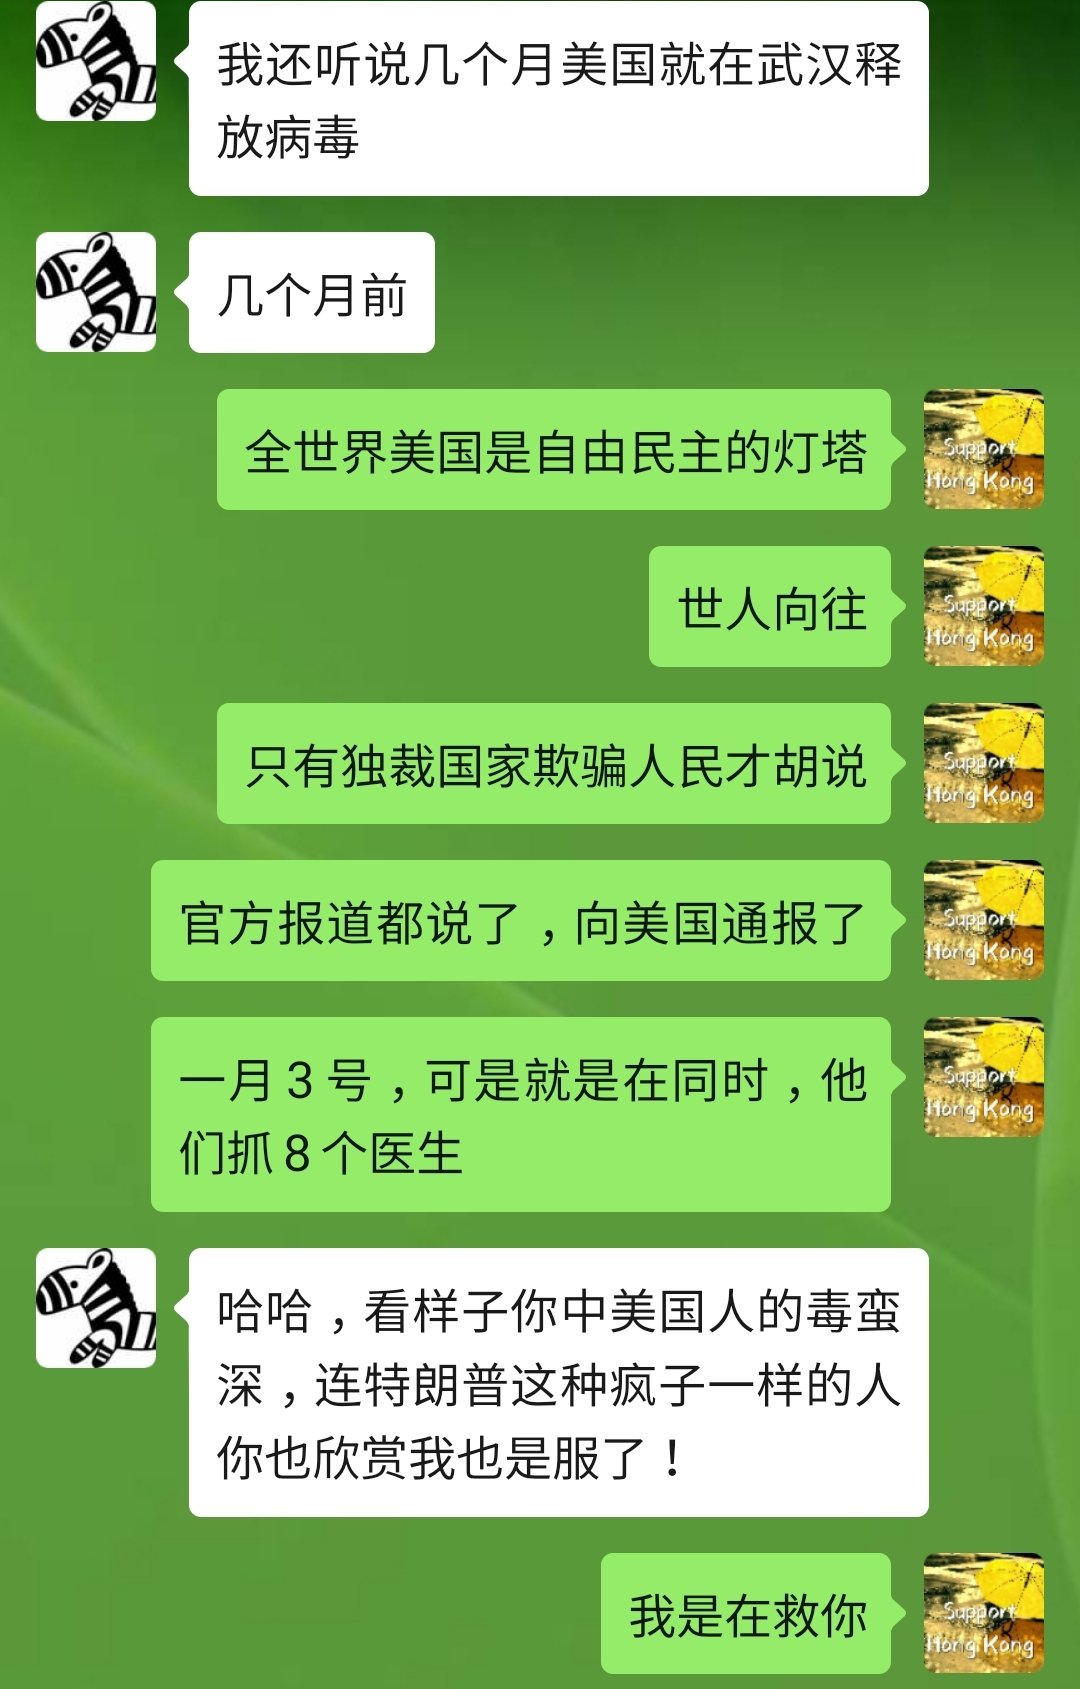 我还听说几个月美国就在武汉释
放病毒
几个月前
全世界美国是自由民主的灯塔
Support
Hong Kong
世人向往
Support
Hong Kong
只有独裁国家欺骗人民才胡说
Support
Hong Kong
官方报道都说了，向美国通报了
Support
Hong Kong
一月3号，可是就是在同时，他
们抓8个医生
Support
Hong Kong
哈哈，看样子你中美国人的毒蛮
深，连特朗普这种疯子一样的人
你也欣赏我也是服了！
我是在救你
Support
Hong Kong